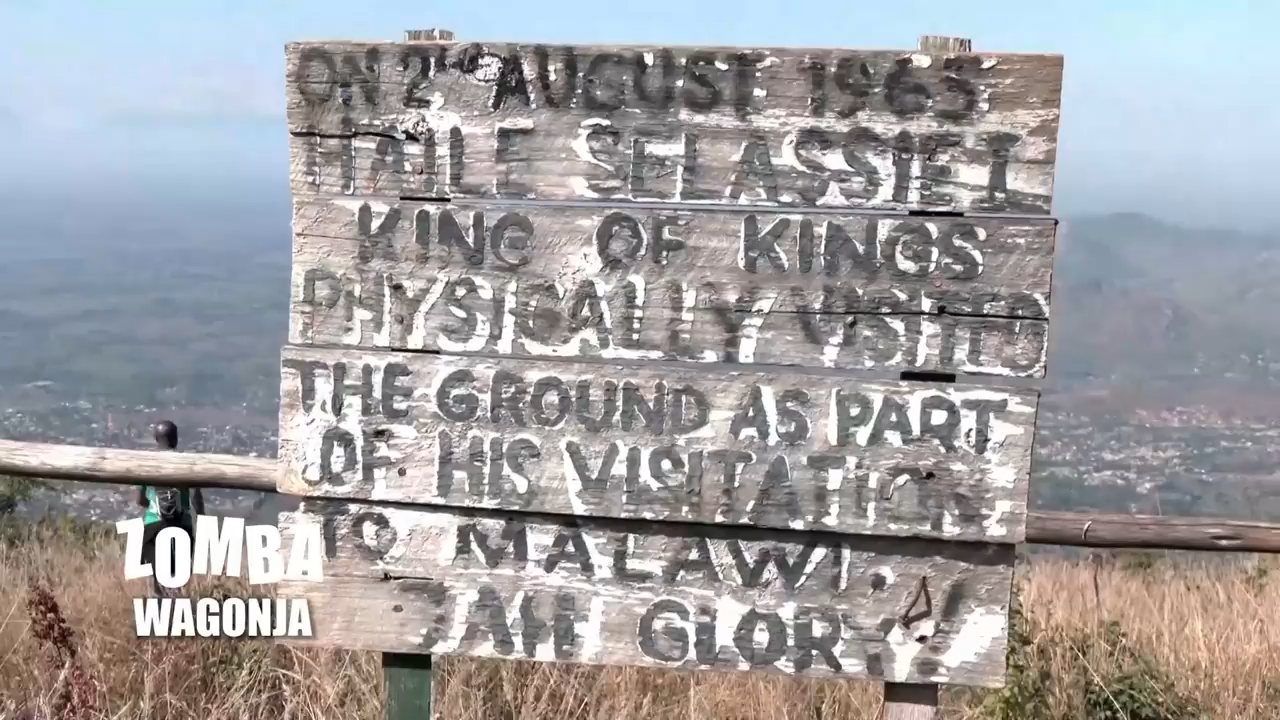 ON 2ND AUGUST 1965
HAILE SELASSIE I
KING OF KINGS
PHYSICALLY VISITED
THE GROUND AS PART
OF HIS VISITATION
TO MALAWI.
JAH GLORY
ZOMBA
WAGONJA